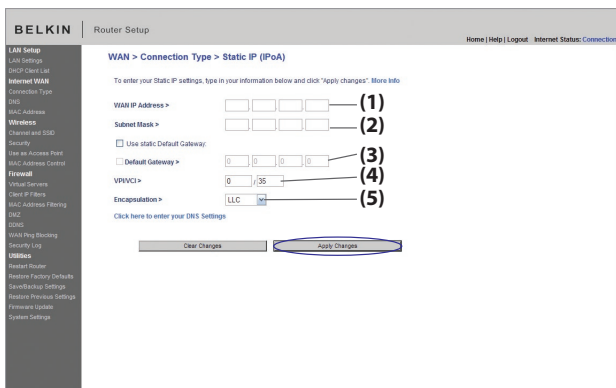 BELKIN Router Setup
Home | Help | Logout Internet Status: Connection
LAN Setup
LAN Settings
DHCP Client List
Internet WAN
Connection Type
DNS
MAC Address
Wireless
Channel and SSID
Security
Use as Access Point
MAC Address Control
Firewall
Virtual Servers
Client IP Filters
MAC Address Filtering
DMZ
DDNS
WAN Ping Blocking
Security Log
Utilities
Restart Router
Restore Factory Defaults
Save/Backup Settings
Restore Previous Settings
Firmware Update
System Settings
WAN > Connection Type > Static IP (IPoA)
To enter your Static IP settings, type in your information below and click "Apply changes". More Info
WAN IP Address > . . . (1)
Subnet Mask > . . . (2)
Use static Default Gateway:
Default Gateway > 0 . 0 . 0 . 0 (3)
VPI/VCI > 0 / 35 (4)
Encapsulation > LLC (5)
Click here to enter your DNS Settings
Clear Changes Apply Changes